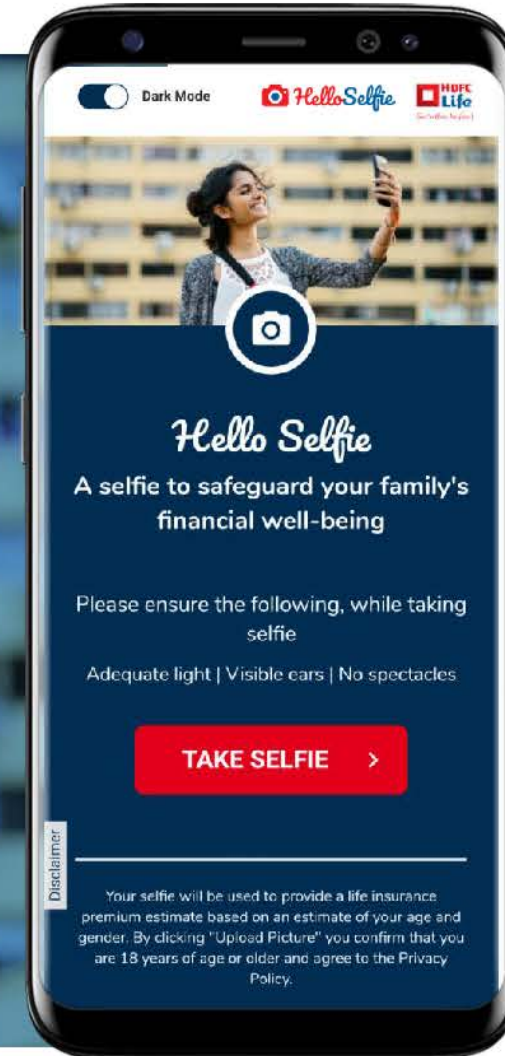 Dark Mode
HelloSelfie
HDFC
Life
Hello Selfie
A selfie to safeguard your family's
financial well-being
Please ensure the following, while taking
selfie
Adequate light | Visible ears | No spectacles
TAKE SELFIE >
Disclaimer
Your selfie will be used to provide a life insurance
premium estimate based on an estimate of your age and
gender. By clicking "Upload Picture" you confirm that you
are 18 years of age or older and agree to the Privacy
Policy.